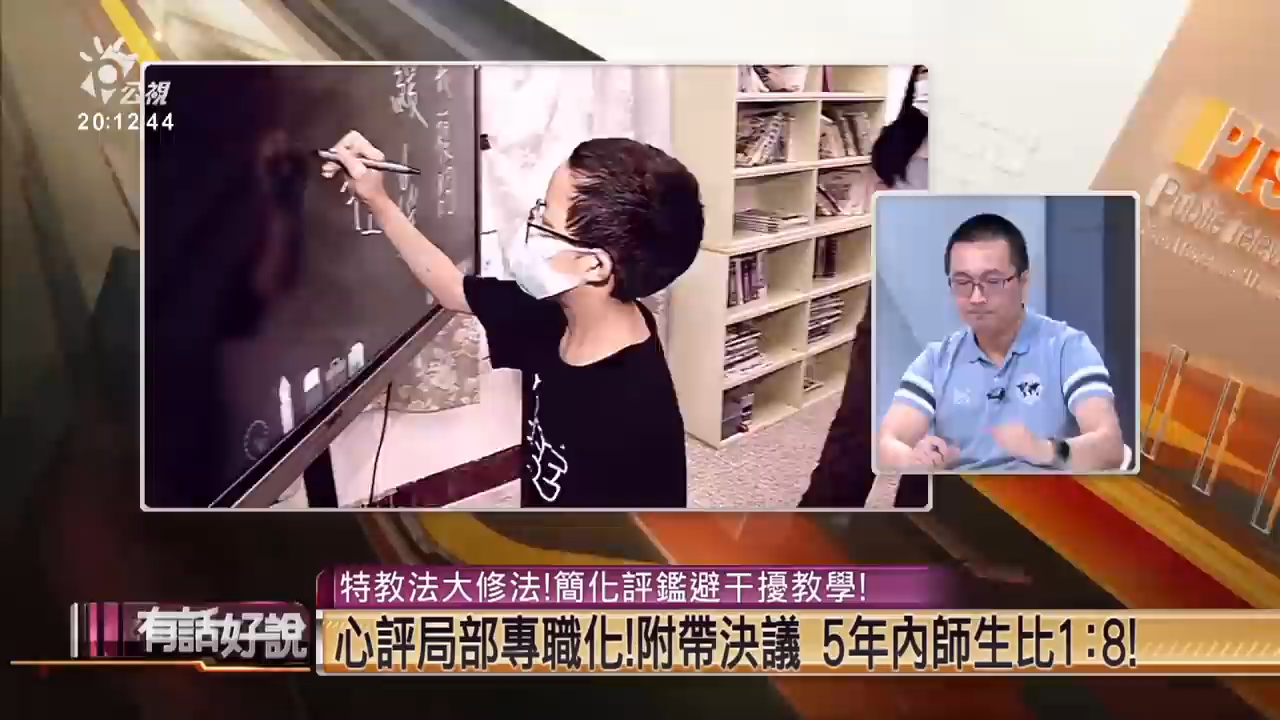 公視
20:12:44
PTS
Public Telev
特教法大修法!簡化評鑑避干擾教學!
有話好說
心評局部專職化!附帶決議 5年內師生比1:8!